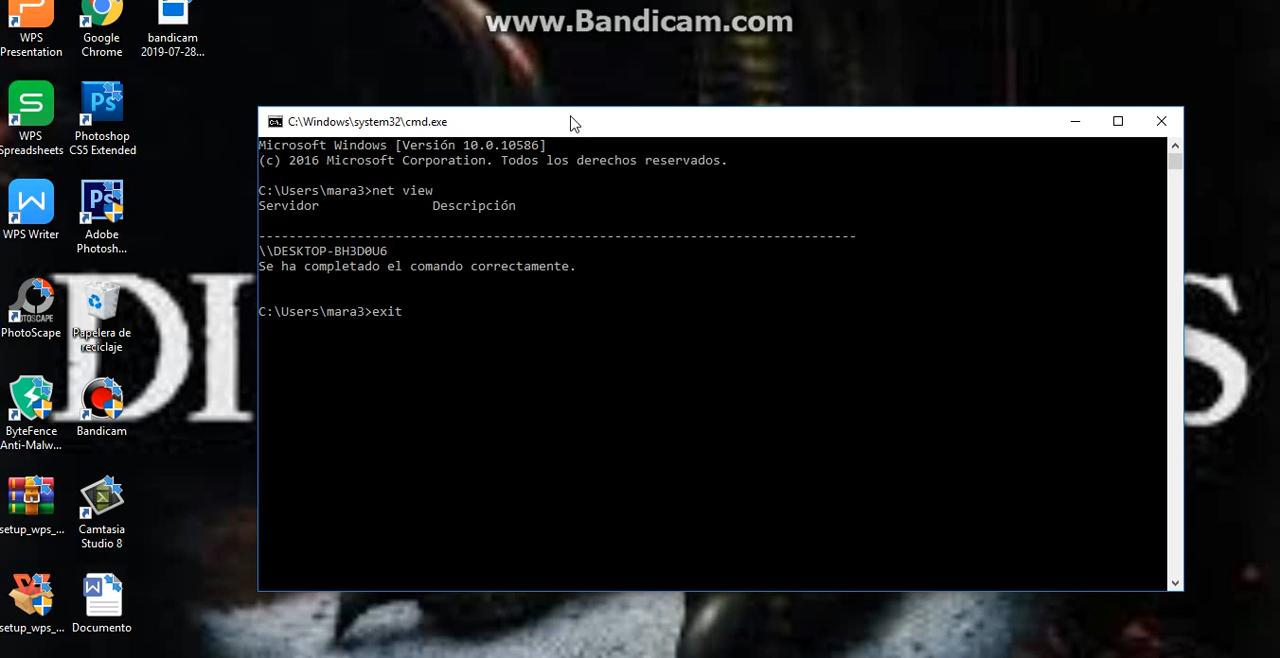 www.Bandicam.com
WPS
Presentation
Google
Chrome
bandicam
2019-07-28...
WPS
Spreadsheets
Photoshop
CS5 Extended
WPS Writer
Adobe
Photosh...
PhotoScape
Papelera de
reciclaje
ByteFence
Anti-Malw...
Bandicam
setup_wps_...
Camtasia
Studio 8
setup_wps_...
Documento
C:\Windows\system32\cmd.exe
Microsoft Windows [Versión 10.0.10586]
(c) 2016 Microsoft Corporation. Todos los derechos reservados.
C:\Users\mara3>net view
Servidor Descripción
-------------------------------------------------------------------------------
\\DESKTOP-BH3D0U6
Se ha completado el comando correctamente.
C:\Users\mara3>exit